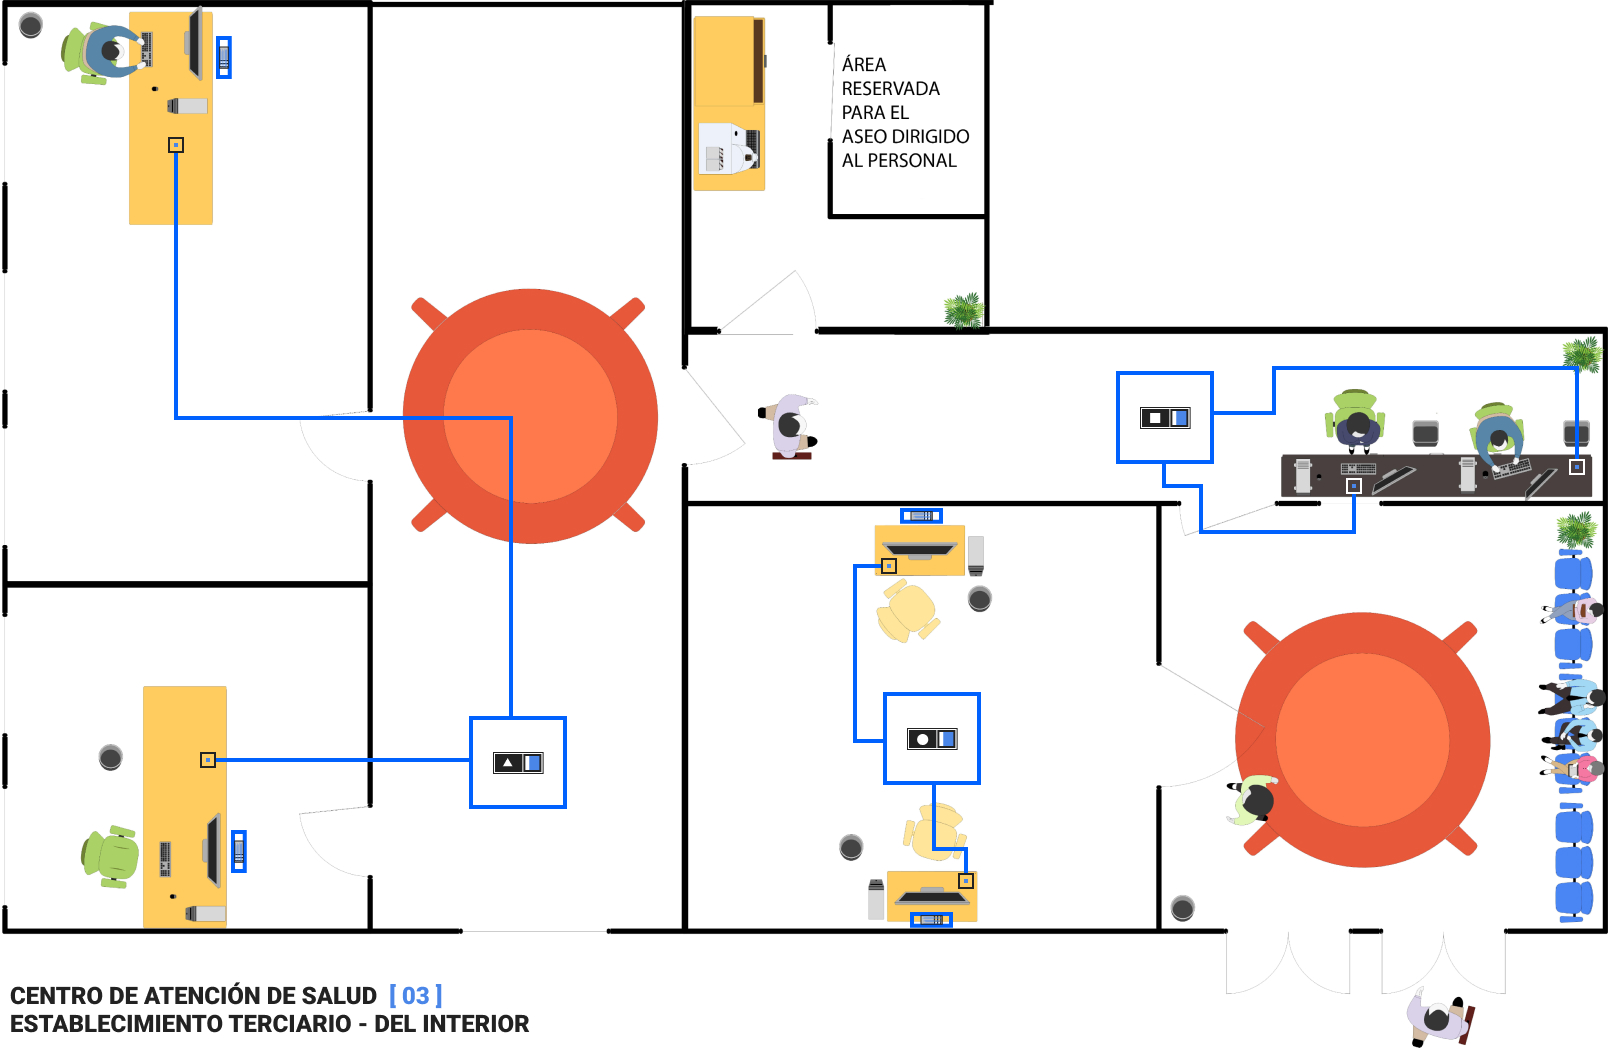 ÁREA
RESERVADA
PARA EL
ASEO DIRIGIDO
AL PERSONAL
CENTRO DE ATENCIÓN DE SALUD [ 03 ]
ESTABLECIMIENTO TERCIARIO - DEL INTERIOR